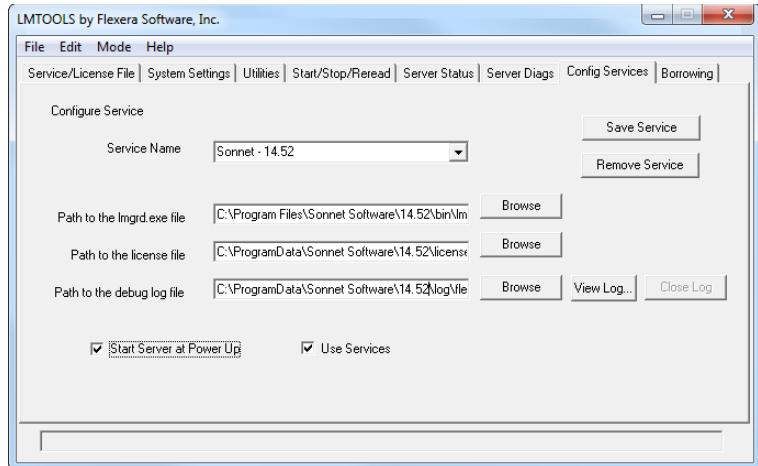 LMTOOLS by Flexera Software, Inc.
File Edit Mode Help
Service/License File System Settings Utilities Start/Stop/Reread Server Status Server Diags Config Services Borrowing
Configure Service
Save Service
Service Name Sonnet - 14.52
Remove Service
Path to the lmgrd.exe file C:\Program Files\Sonnet Software\14.52\bin\lm Browse
Path to the license file C:\ProgramData\Sonnet Software\14.52\license Browse
Path to the debug log file C:\ProgramData\Sonnet Software\14.52\log\fle Browse View Log... Close Log
Start Server at Power Up Use Services